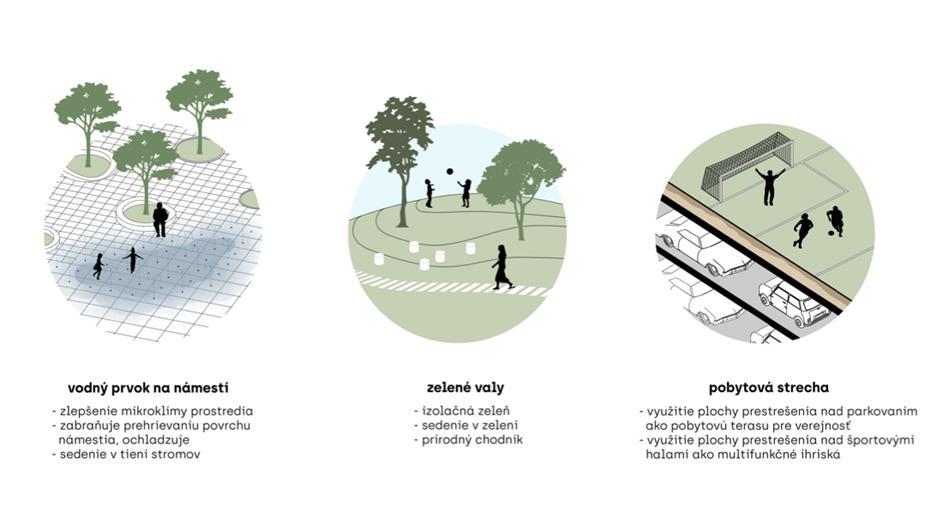 vodný prvok na námestí
- zlepšenie mikroklímy prostredia
- zabraňuje prehrievaniu povrchu
námestia, ochladzuje
- sedenie v tieni stromov
zelené valy
- izolačná zeleň
- sedenie v zeleni
- prírodný chodník
pobytová strecha
- využitie plochy prestrešenia nad parkovaním
ako pobytovú terasu pre verejnosť
- využitie plochy prestrešenia nad športovými
halami ako multifunkčné ihriská